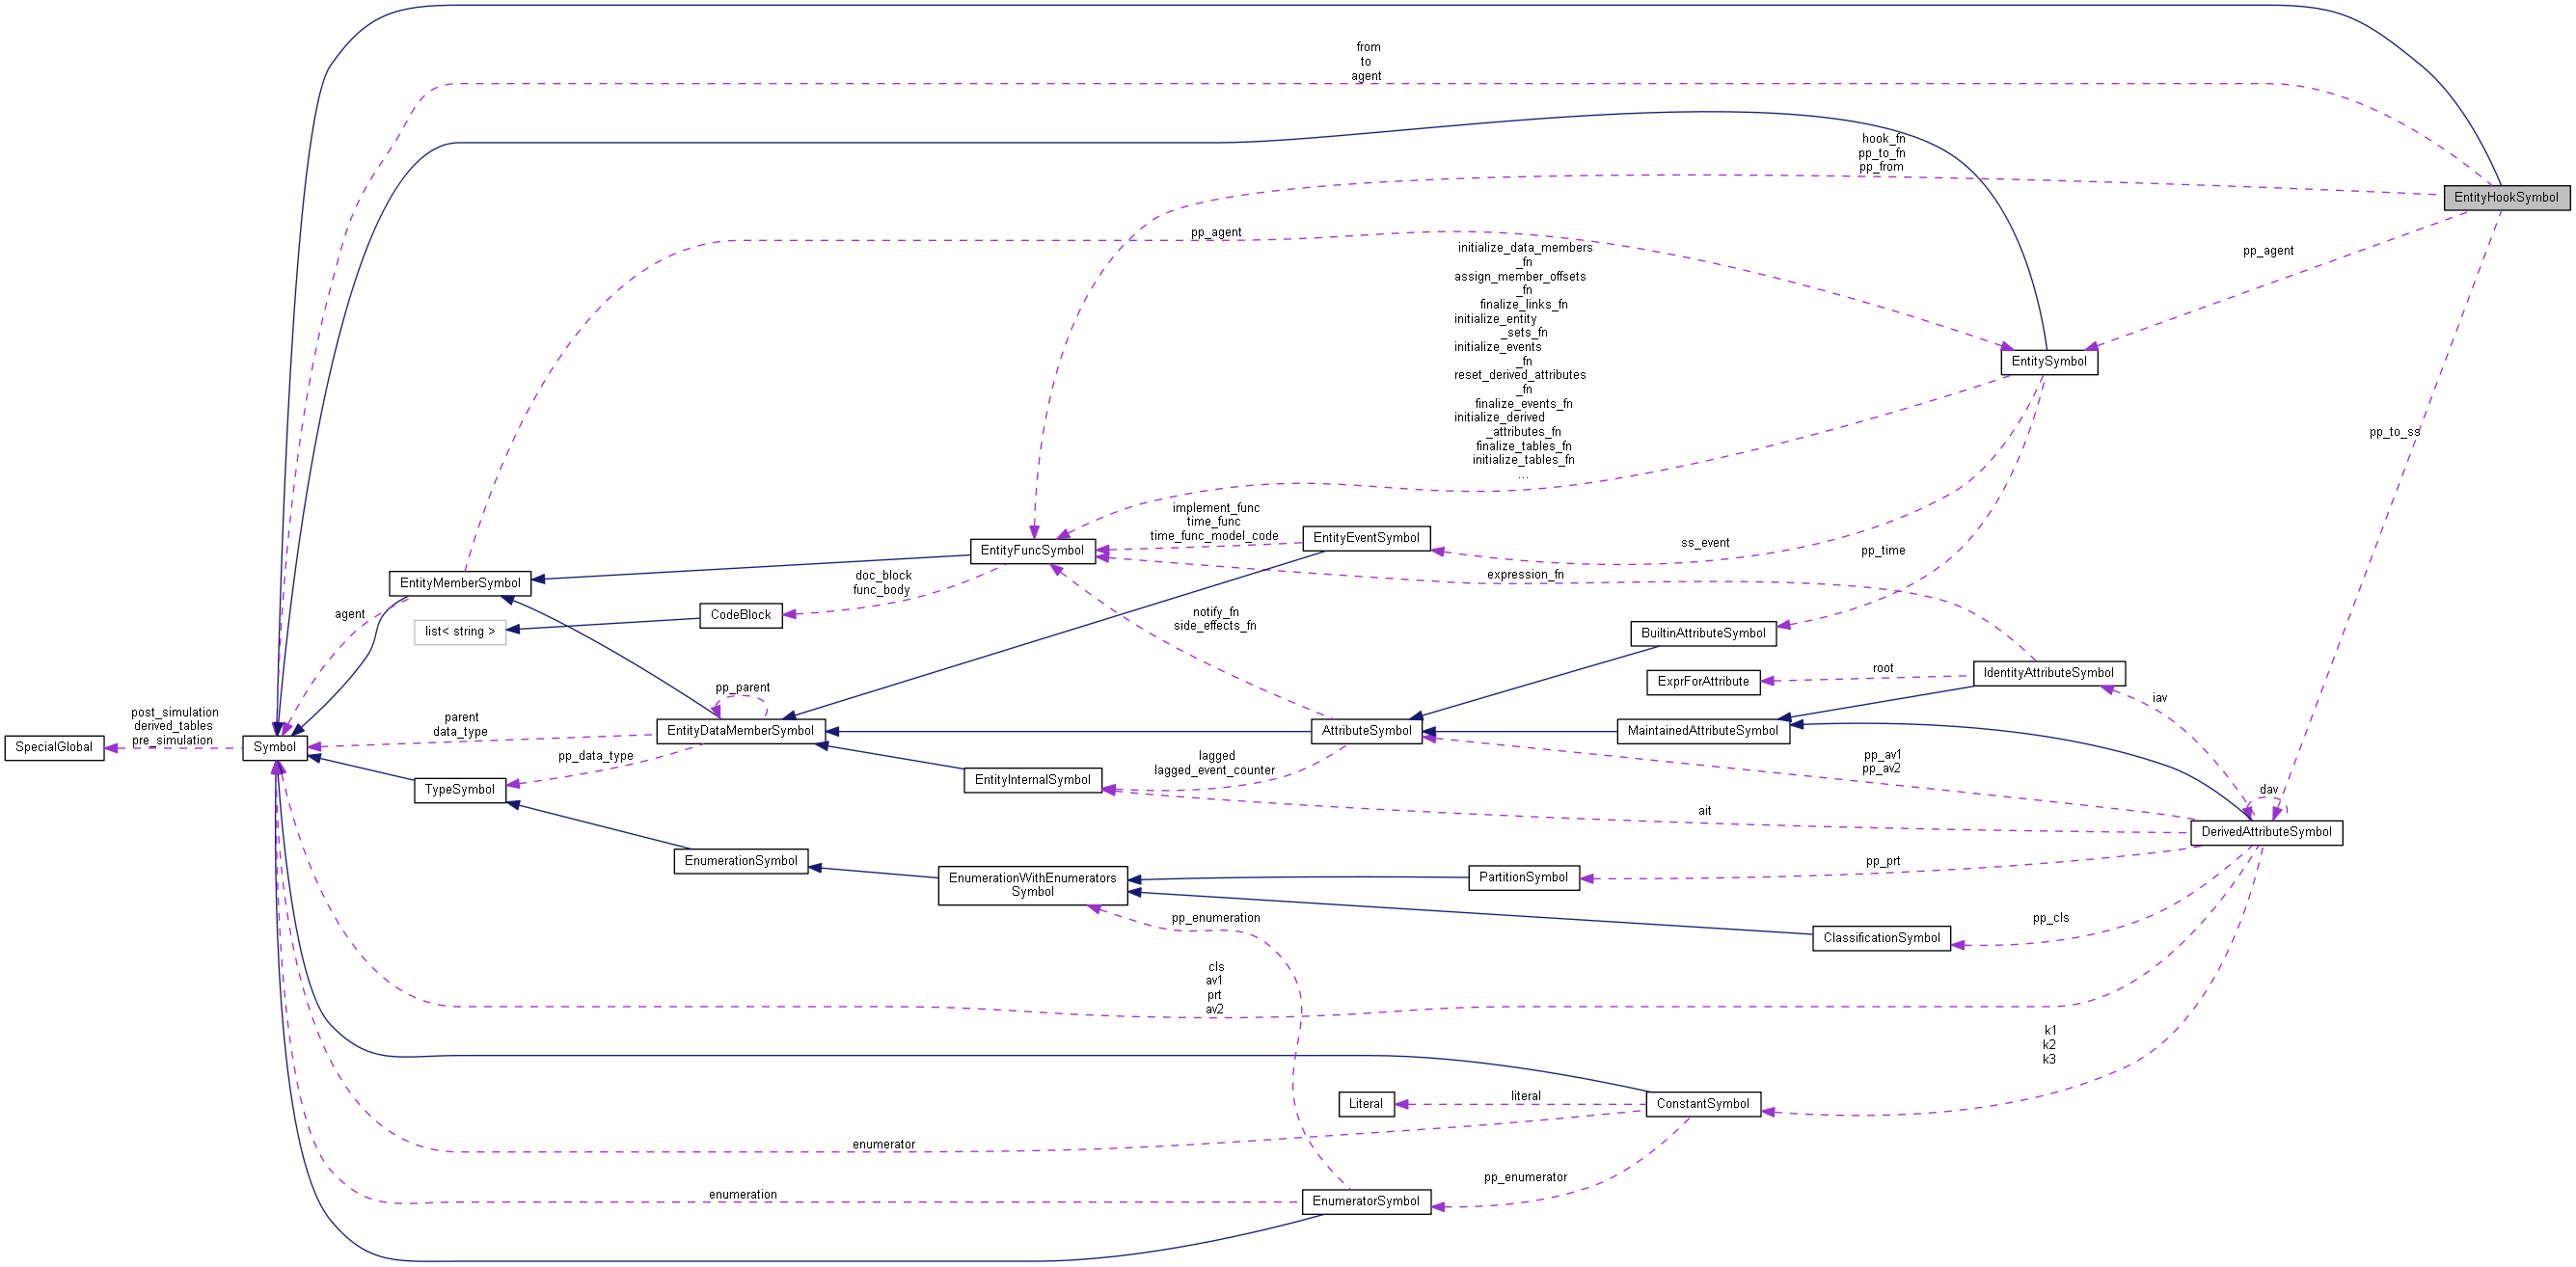 from
to
agent
hook_fn
pp_to_fn
pp_from
EntityHookSymbol
pp_agent
pp_agent
initialize_data_members
_fn
assign_member_offsets
_fn
finalize_links_fn
initialize_entity
_sets_fn
initialize_events
_fn
reset_derived_attributes
_fn
finalize_events_fn
initialize_derived
_attributes_fn
finalize_tables_fn
initialize_tables_fn
...
EntitySymbol
pp_to_ss
implement_func
time_func
time_func_model_code
EntityEventSymbol
ss_event
pp_time
EntityFuncSymbol
expression_fn
EntityMemberSymbol
doc_block
func_body
CodeBlock
agent
list< string >
notify_fn
side_effects_fn
BuiltinAttributeSymbol
root
IdentityAttributeSymbol
ExprForAttribute
pp_parent
iav
post_simulation
derived_tables
pre_simulation
parent
data_type
EntityDataMemberSymbol
AttributeSymbol
MaintainedAttributeSymbol
SpecialGlobal
Symbol
pp_data_type
lagged
lagged_event_counter
pp_av1
pp_av2
TypeSymbol
EntityInternalSymbol
dav
ait
DerivedAttributeSymbol
EnumerationSymbol
pp_prt
EnumerationWithEnumerators
Symbol
PartitionSymbol
pp_enumeration
pp_cls
ClassificationSymbol
cls
av1
prt
av2
k1
k2
k3
Literal
literal
ConstantSymbol
enumerator
pp_enumerator
enumeration
EnumeratorSymbol